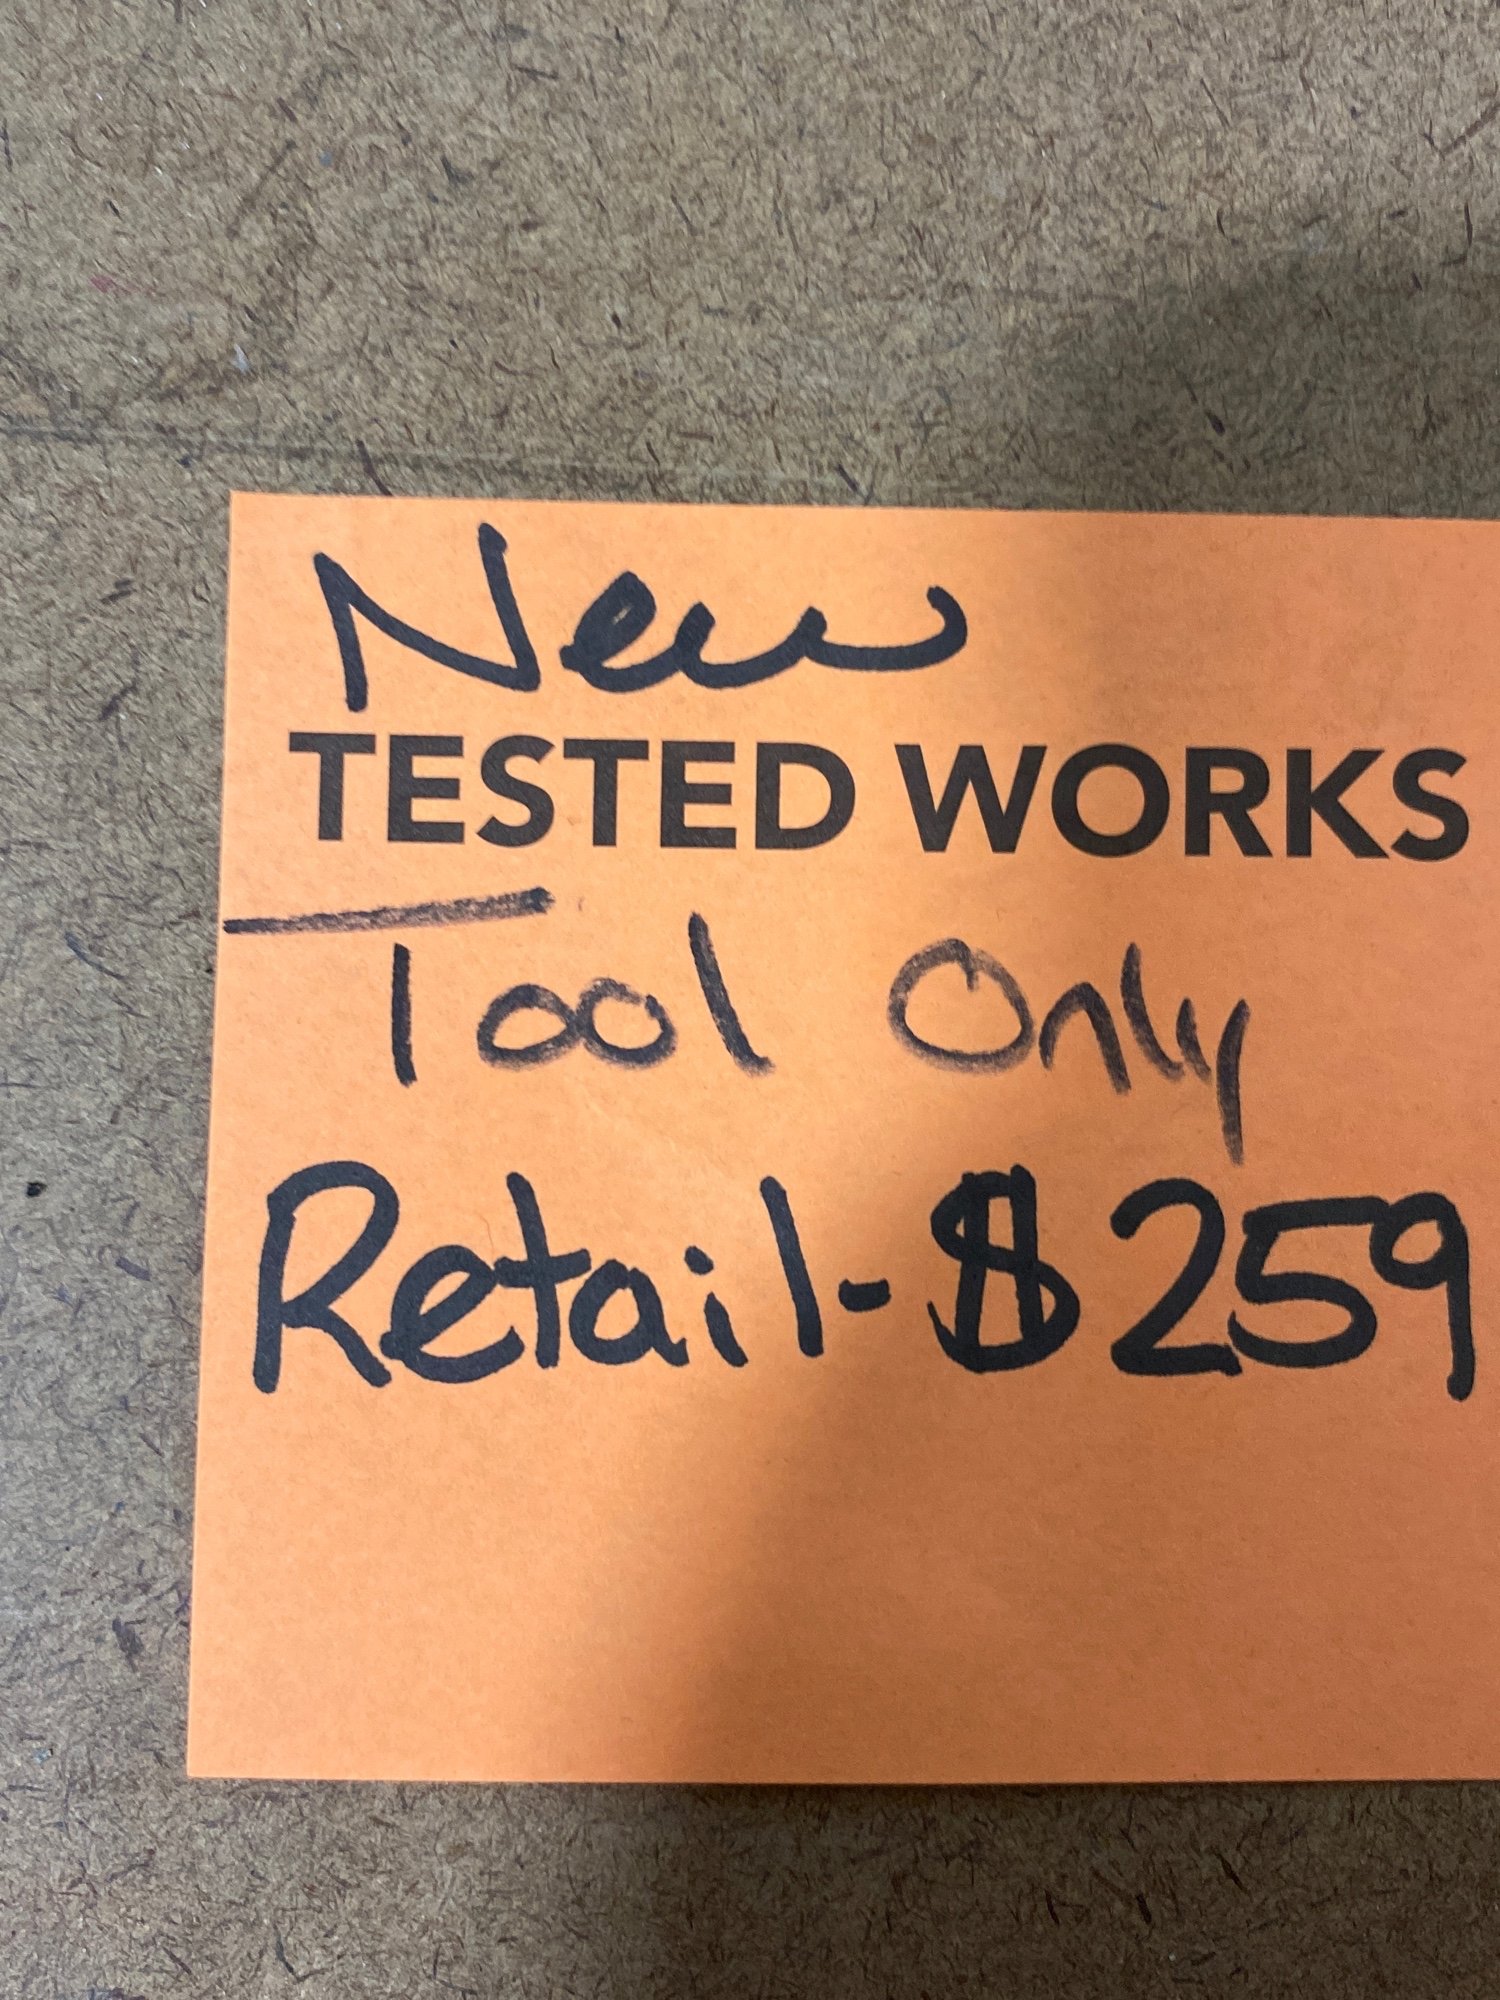 New
TESTED WORKS
Tool Only
Retail-$259